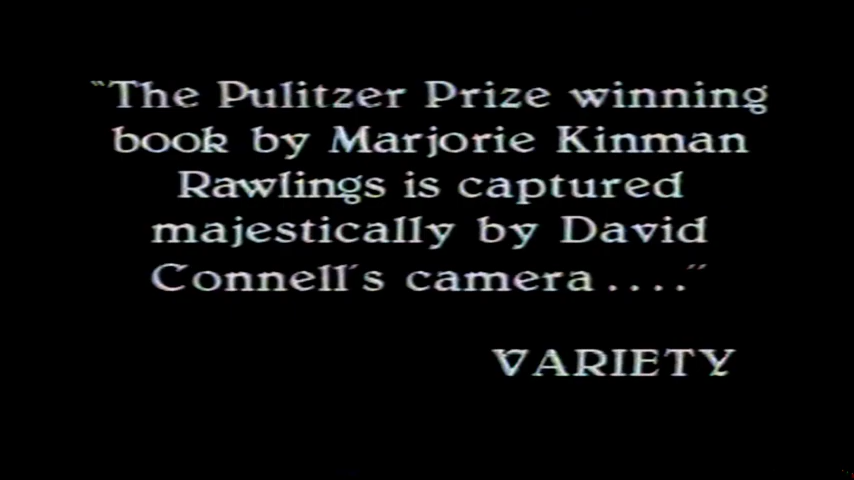 “The Pulitzer Prize winning
book by Marjorie Kinman
Rawlings is captured
majestically by David
Connell's camera . . . .”
VARIETY